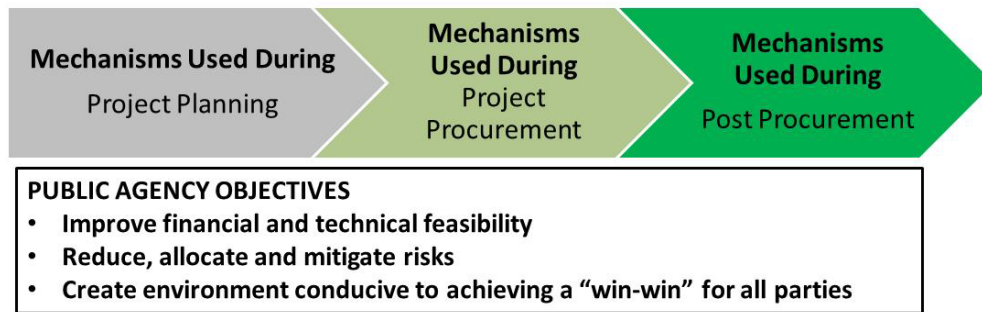 Mechanisms Used During
Project Planning
Mechanisms
Used During
Project
Procurement
Mechanisms
Used During
Post Procurement
PUBLIC AGENCY OBJECTIVES
• Improve financial and technical feasibility
• Reduce, allocate and mitigate risks
• Create environment conducive to achieving a “win-win” for all parties